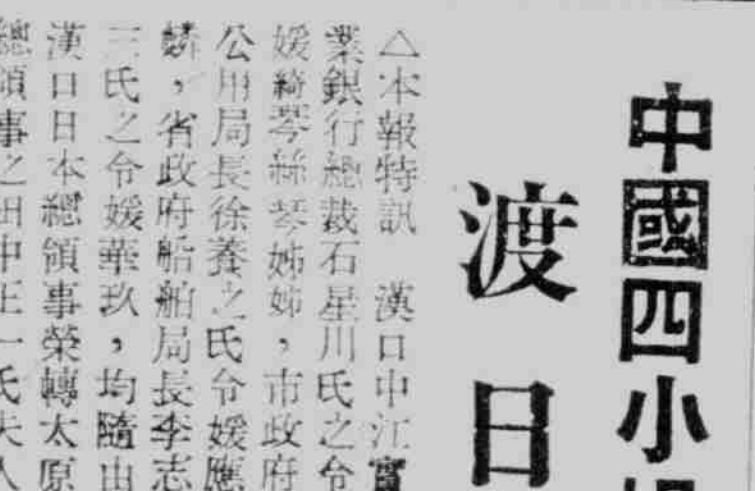 中國四小
渡日
△本報特訊　漢口中江實
業銀行總裁石星川氏之令
媛綺琴絲琴姊姊，市政府
公用局長徐養之氏令媛應
麟，省政府船舶局長李志
三氏之令媛華玖，均隨由
漢口日本總領事榮轉太原
總領事之田中正一氏夫人